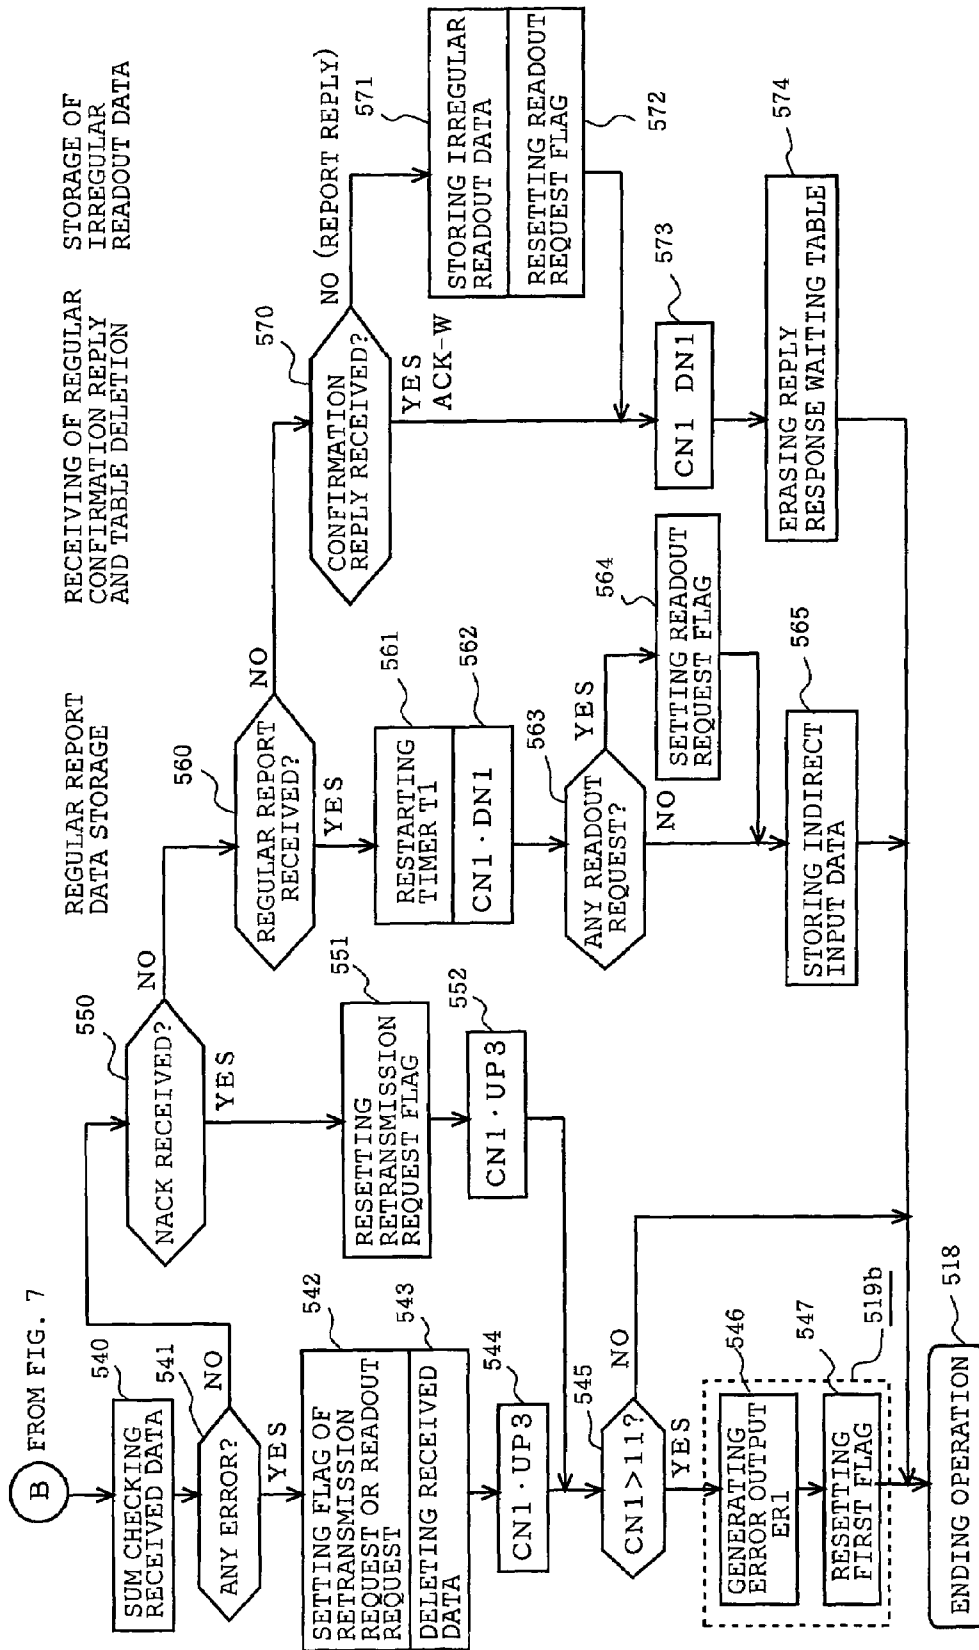 B FROM FIG. 7
540
SUM CHECKING
RECEIVED DATA
541
ANY ERROR?
NO
YES
542
SETTING FLAG OF
RETRANSMISSION
REQUEST OR READOUT
REQUEST
543
DELETING RECEIVED
DATA
544
CN1・UP3
545
CN1>11?
NO
YES
546
GENERATING
ERROR OUTPUT
ER1
547
RESETTING
FIRST FLAG
519b
518
ENDING OPERATION
550
NACK RECEIVED?
NO
YES
551
RESETTING
RETRANSMISSION
REQUEST FLAG
552
CN1・UP3
REGULAR REPORT
DATA STORAGE
560
REGULAR REPORT
RECEIVED?
NO
YES
561
RESTARTING
TIMER T1
562
CN1・DN1
563
ANY READOUT
REQUEST?
YES
NO
564
SETTING READOUT
REQUEST FLAG
565
STORING INDIRECT
INPUT DATA
RECEIVING OF REGULAR
CONFIRMATION REPLY
AND TABLE DELETION
570
CONFIRMATION
REPLY RECEIVED?
NO (REPORT REPLY)
YES
ACK-W
STORAGE OF
IRREGULAR
READOUT DATA
571
STORING IRREGULAR
READOUT DATA
572
RESETTING READOUT
REQUEST FLAG
573
CN1 DN1
574
ERASING REPLY
RESPONSE WAITING TABLE